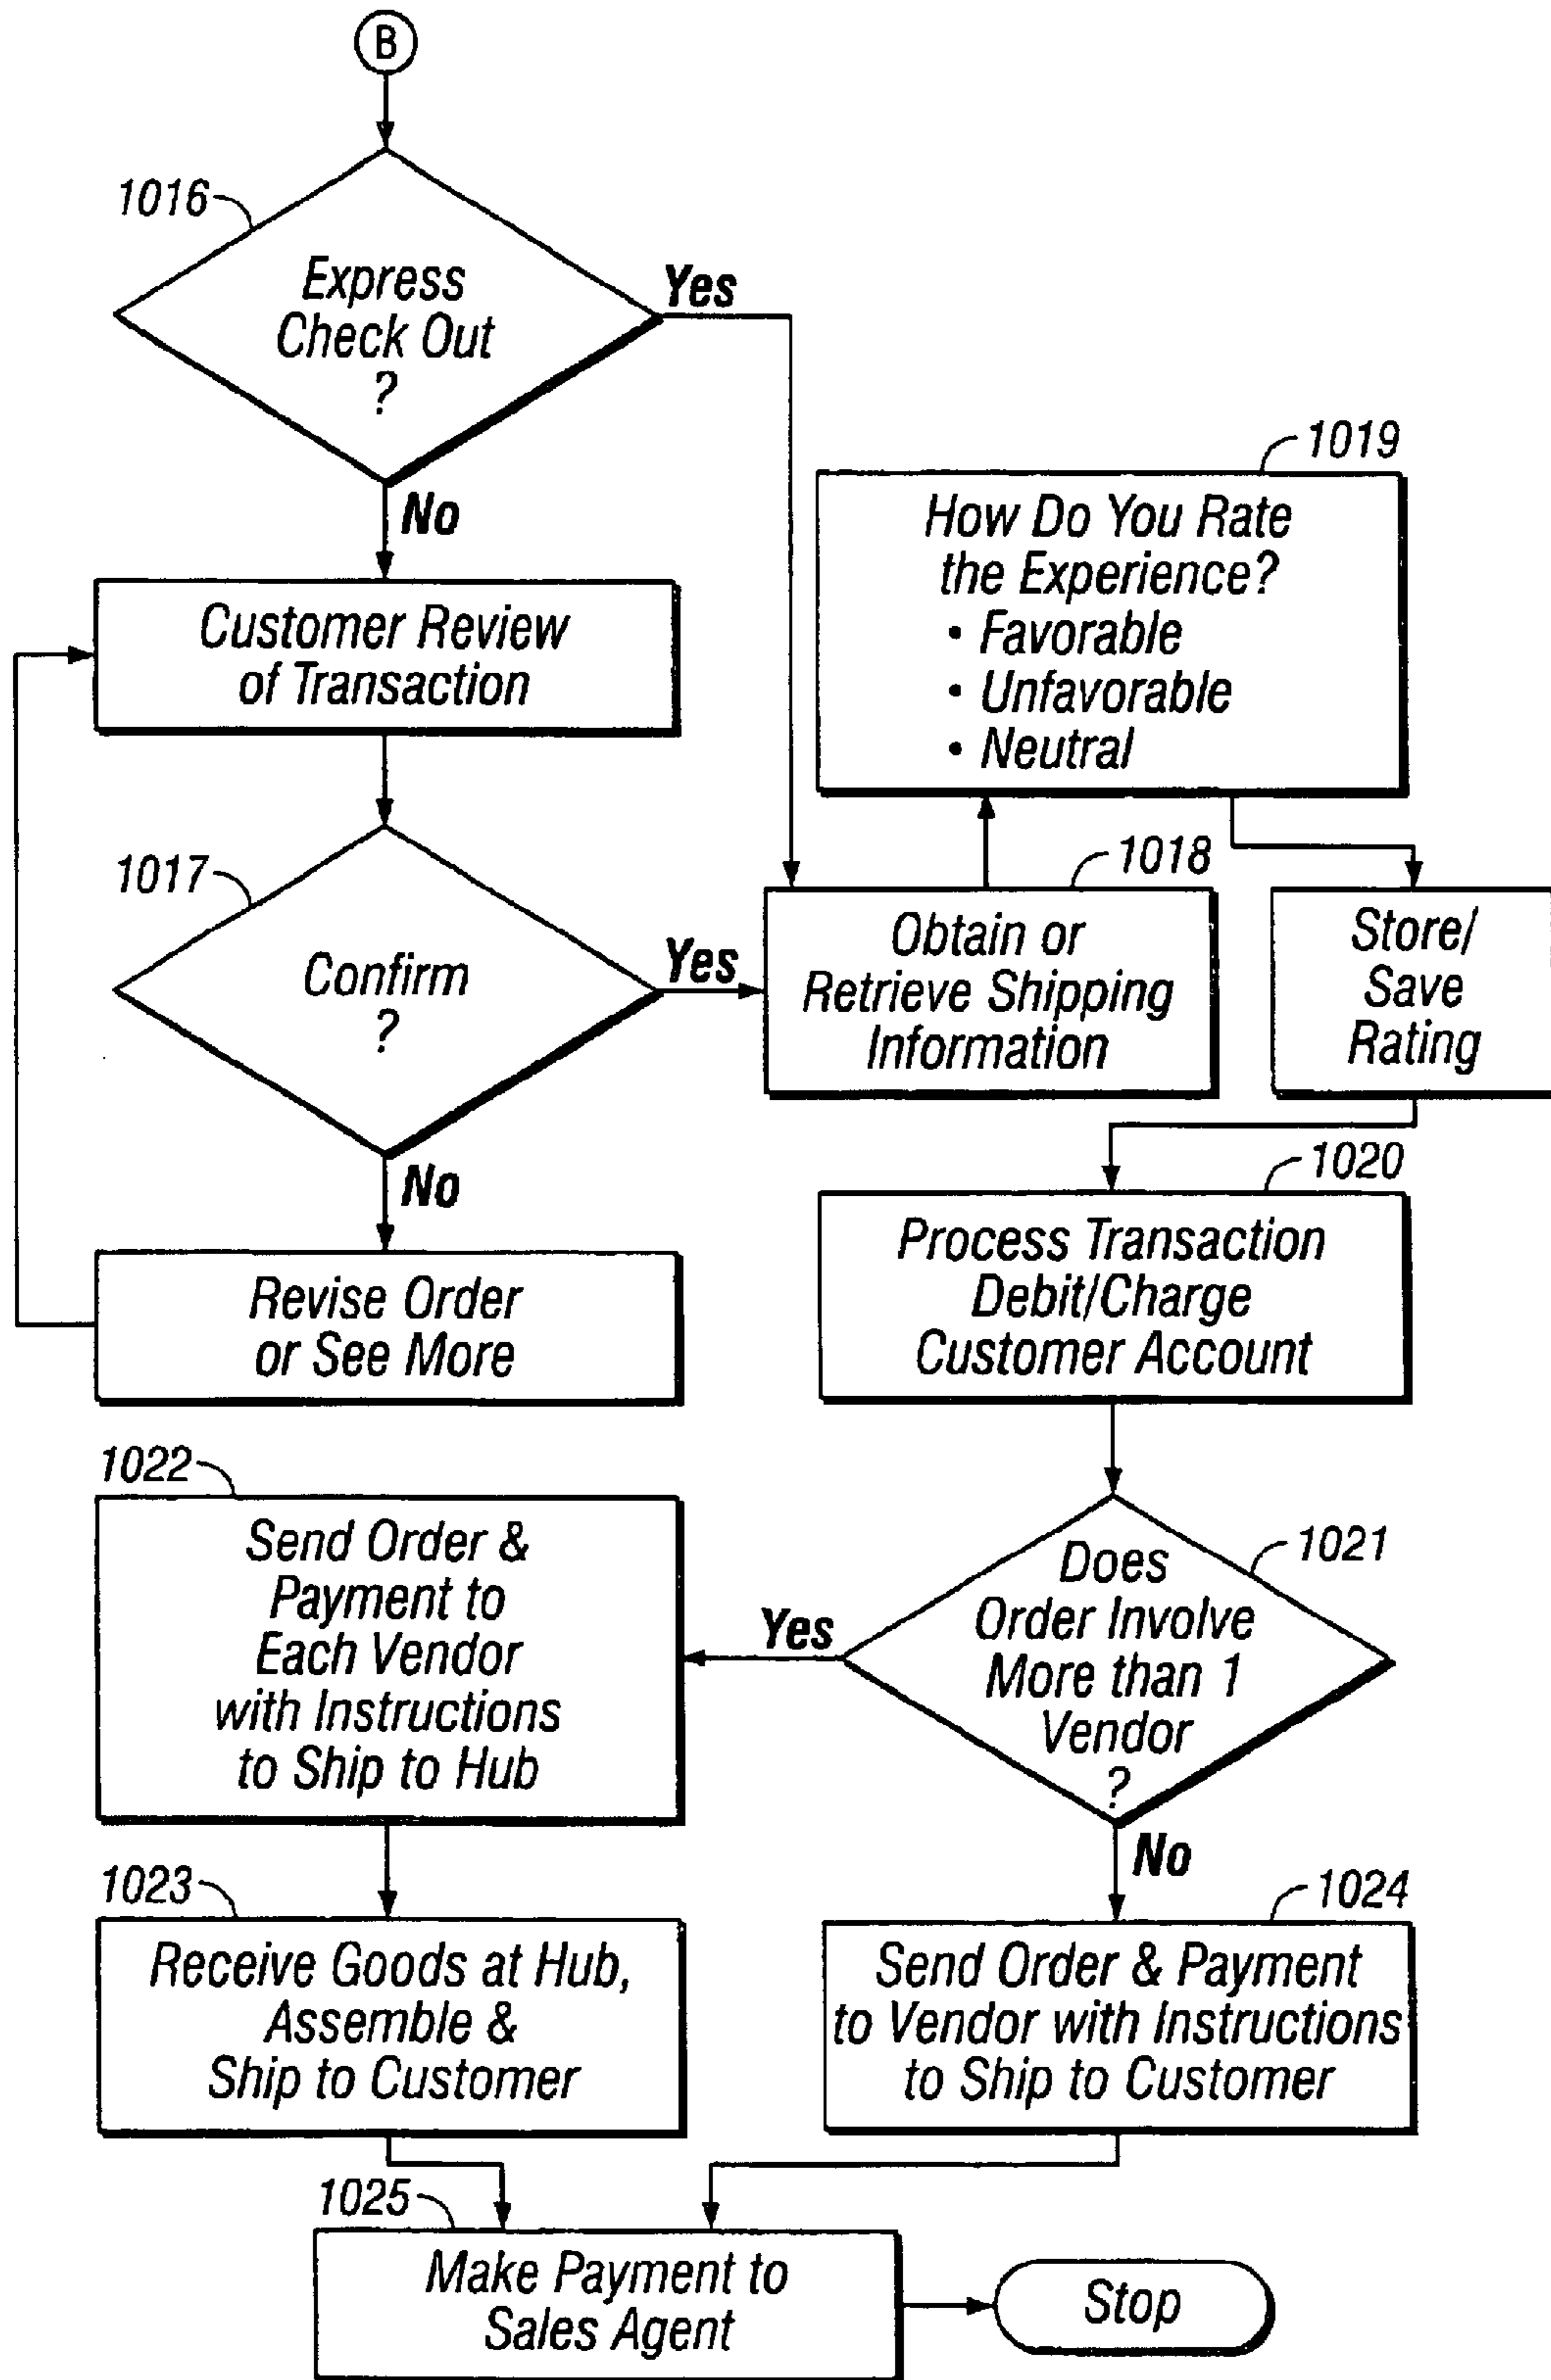 B
1016
Express
Check Out
?
Yes
No
Customer Review
of Transaction
1017
Confirm
?
Yes
No
Revise Order
or See More
1019
How Do You Rate
the Experience?
• Favorable
• Unfavorable
• Neutral
1018
Obtain or
Retrieve Shipping
Information
Store/
Save
Rating
1020
Process Transaction
Debit/Charge
Customer Account
1021
Does
Order Involve
More than 1
Vendor
?
Yes
No
1022
Send Order &
Payment to
Each Vendor
with Instructions
to Ship to Hub
1023
Receive Goods at Hub,
Assemble &
Ship to Customer
1024
Send Order & Payment
to Vendor with Instructions
to Ship to Customer
1025
Make Payment to
Sales Agent
Stop